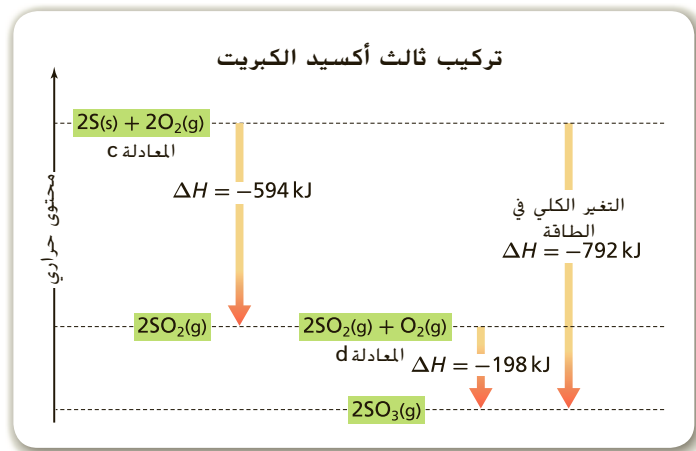 تركيب ثالث أكسيد الكبريت
2S(s) + 2O₂(g)
المعادلة c
ΔH = −594 kJ
التغير الكلي في
الطاقة
ΔH = −792 kJ
محتوى حراري
2SO₂(g)
2SO₂(g) + O₂(g)
المعادلة d
ΔH = −198 kJ
2SO₃(g)